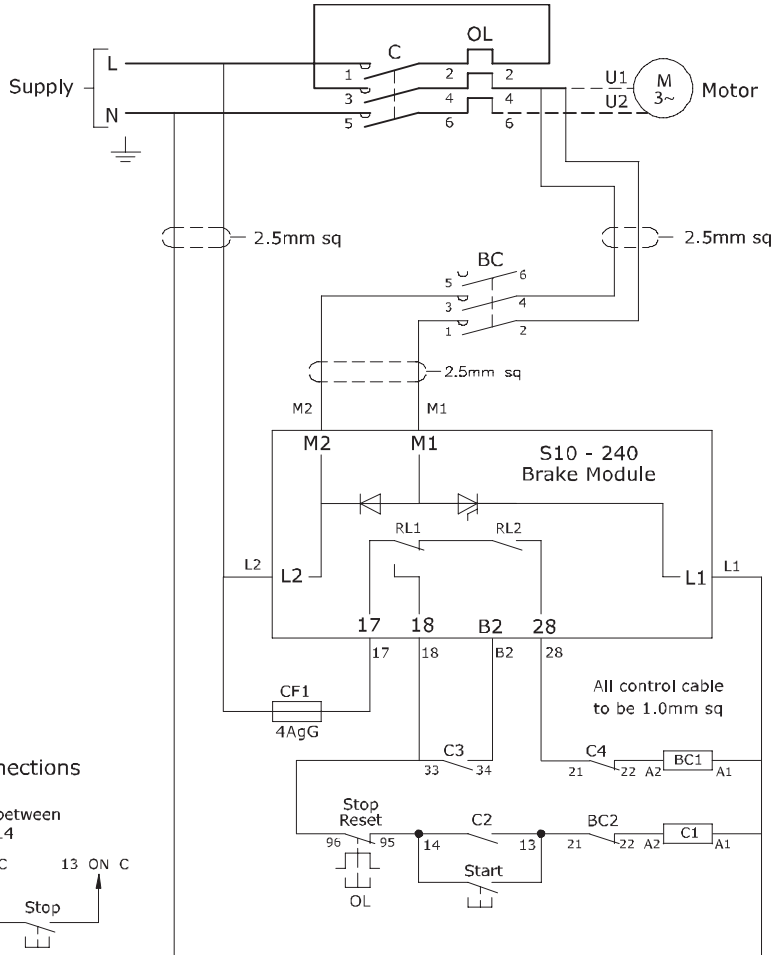 C
OL
L
1
2
2
U1
M
3~
Motor
Supply
3
4
4
U2
N
5
6
6
2.5mm sq
2.5mm sq
BC
5
6
3
4
1
2
2.5mm sq
M2
M1
M2
M1
S10 - 240
Brake Module
RL1
RL2
L2
L2
L1
L1
17
18
B2
28
17
18
B2
28
CF1
4AgG
All control cable
to be 1.0mm sq
C3
33
34
C4
21
22
A2
BC1
A1
nections
Stop
Reset
96
95
OL
14
C2
13
BC2
21
22
A2
C1
A1
Start
between
14
C
13 ON C
Stop